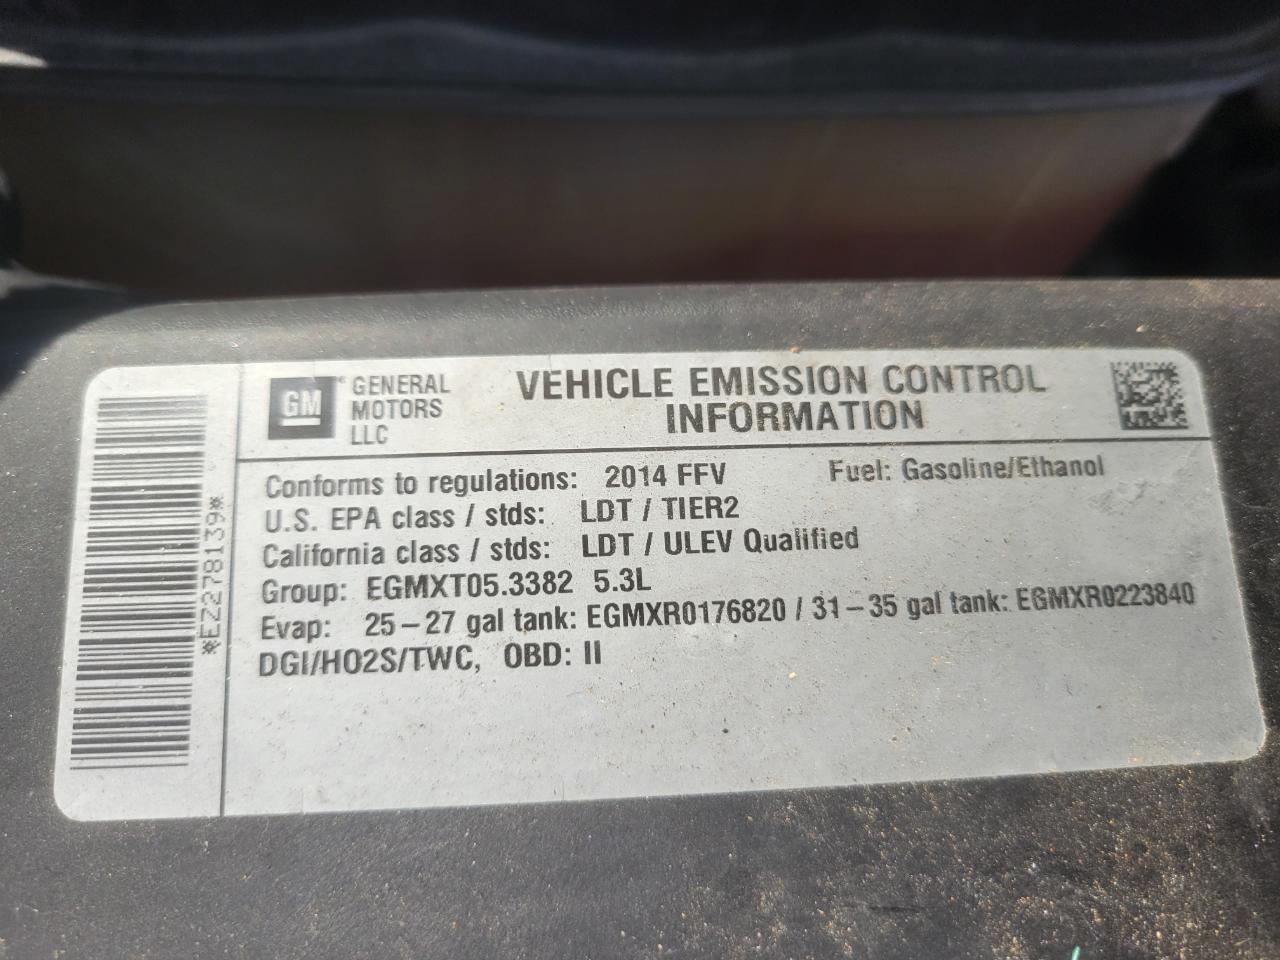 *EZ278139*
GM
GENERAL
MOTORS
LLC
VEHICLE EMISSION CONTROL
INFORMATION
Conforms to regulations: 2014 FFV Fuel: Gasoline/Ethanol
U.S. EPA class / stds: LDT / TIER2
California class / stds: LDT / ULEV Qualified
Group: EGMXT05.3382 5.3L
Evap: 25–27 gal tank: EGMXR0176820 / 31–35 gal tank: EGMXR0223840
DGI/HO2S/TWC, OBD: II